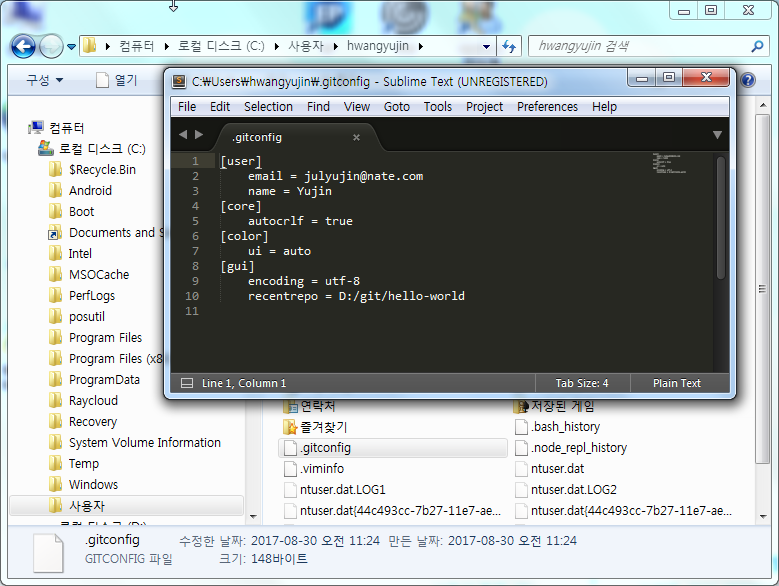 컴퓨터 ▸ 로컬 디스크 (C:) ▸ 사용자 ▸ hwangyujin ▸
hwangyujin 검색
구성 열기
C:₩Users₩hwangyujin₩.gitconfig - Sublime Text (UNREGISTERED)
File Edit Selection Find View Goto Tools Project Preferences Help
.gitconfig
1 [user]
2 email = julyujin@nate.com
3 name = Yujin
4 [core]
5 autocrlf = true
6 [color]
7 ui = auto
8 [gui]
9 encoding = utf-8
10 recentrepo = D:/git/hello-world
11
Line 1, Column 1 Tab Size: 4 Plain Text
컴퓨터
로컬 디스크 (C:)
$Recycle.Bin
Android
Boot
Documents and S
Intel
MSOCache
PerfLogs
posutil
Program Files
Program Files (x8
ProgramData
Raycloud
Recovery
System Volume Information
Temp
Windows
사용자
로컬 디스크 (D:)
연락처 저장된 게임
즐겨찾기 .bash_history
.gitconfig .node_repl_history
.viminfo ntuser.dat
ntuser.dat.LOG1 ntuser.dat.LOG2
ntuser.dat{44c493cc-7b27-11e7-ae... ntuser.dat{44c493cc-7b27-11e7-ae...
.gitconfig 수정한 날짜: 2017-08-30 오전 11:24 만든 날짜: 2017-08-30 오전 11:24
GITCONFIG 파일 크기: 148바이트